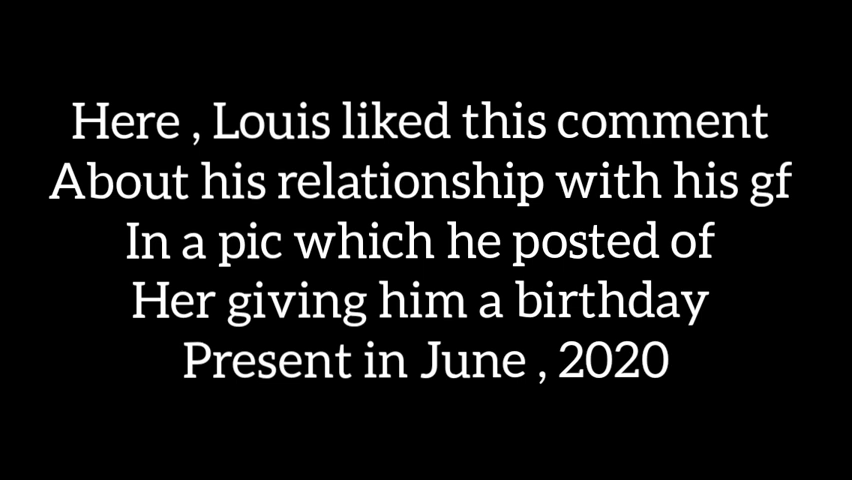 Here , Louis liked this comment
About his relationship with his gf
In a pic which he posted of
Her giving him a birthday
Present in June , 2020